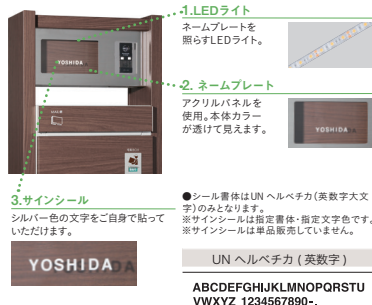 1.LEDライト
ネームプレートを
照らすLEDライト。
YOSHIDA
2. ネームプレート
アクリルパネルを
使用。本体カラー
が透けて見えます。
YOSHIDA
3.サインシール
シルバー色の文字をご自身で貼って
いただけます。
YOSHIDA
●シール書体はUN ヘルベチカ(英数字大文
字)のみとなります。
※サインシールは指定書体・指定文字色です。
※サインシールは単品販売していません。
UN ヘルベチカ ( 英数字 )
ABCDEFGHIJKLMNOPQRSTU
VWXYZ 1234567890-.